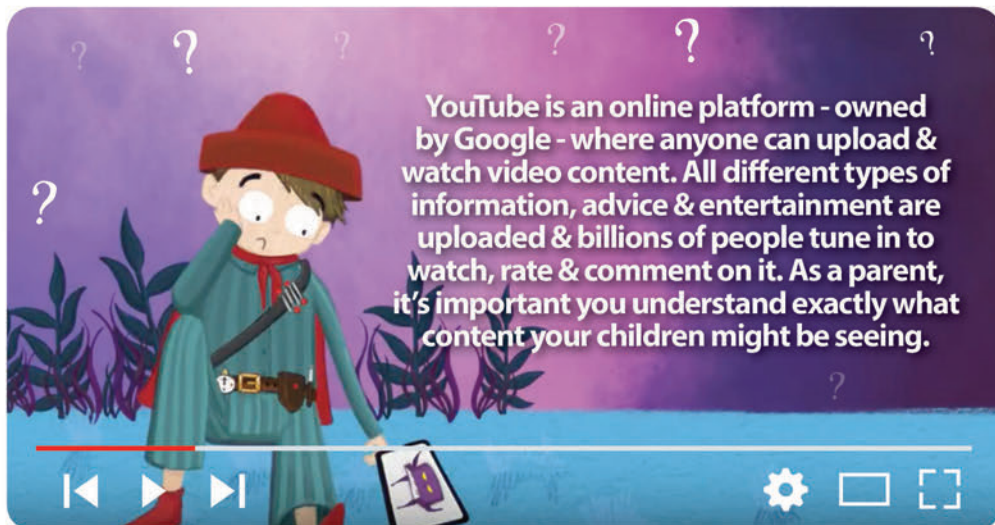 ? ? ? ? ? ?
YouTube is an online platform - owned
by Google - where anyone can upload &
watch video content. All different types of
information, advice & entertainment are
uploaded & billions of people tune in to
?
watch, rate & comment on it. As a parent,
it's important you understand exactly what
content your children might be seeing.
?